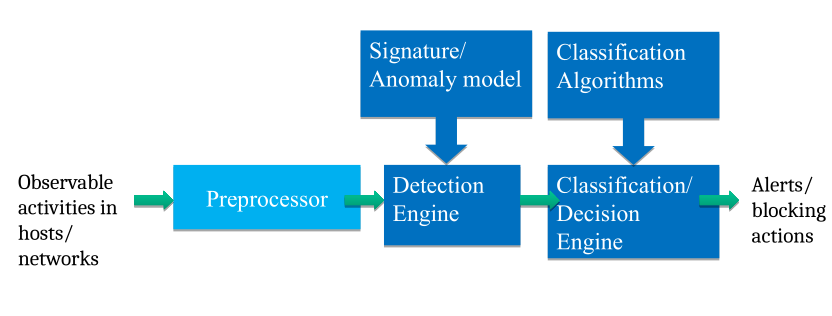 Signature/
Anomaly model
Classification
Algorithms
Observable
activities in
hosts/
networks
Preprocessor
Detection
Engine
Classification/
Decision
Engine
Alerts/
blocking
actions